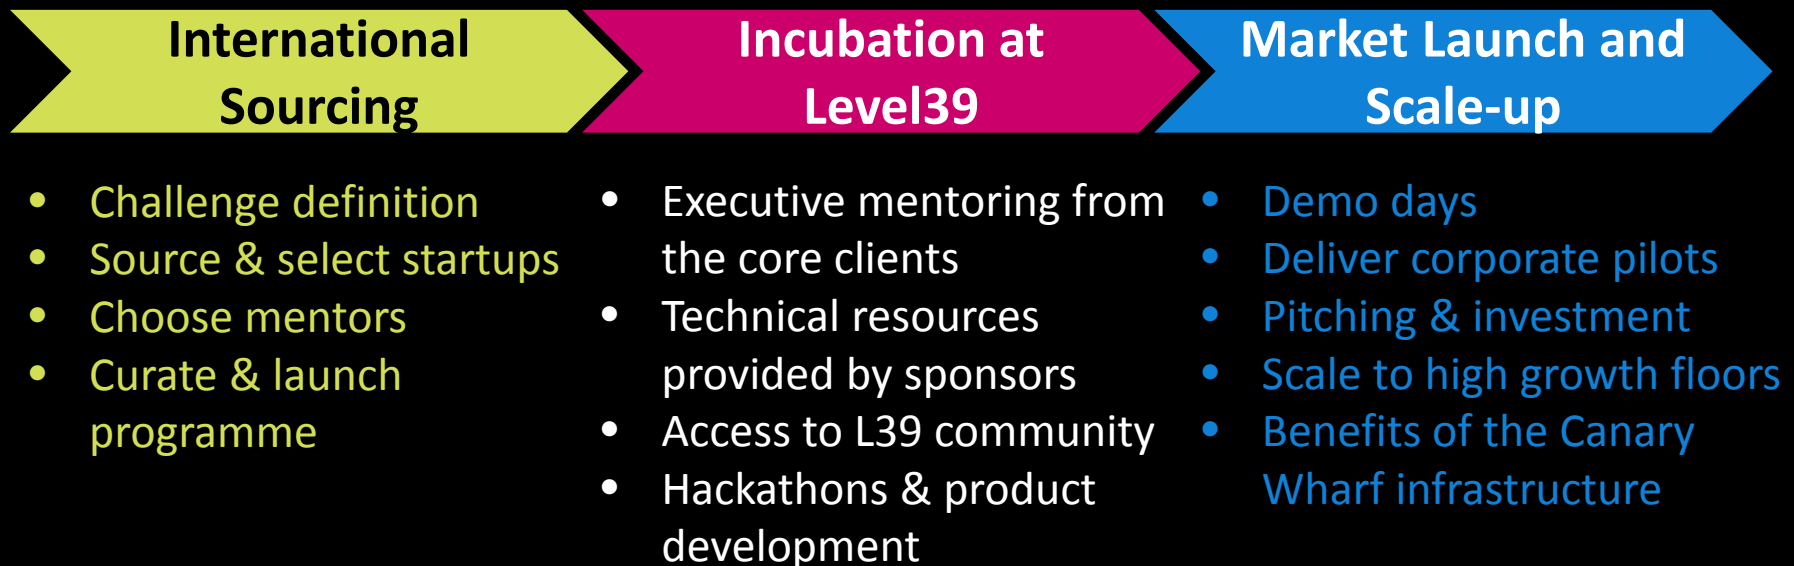 International
Sourcing
• Challenge definition
• Source & select startups
• Choose mentors
• Curate & launch
programme
Incubation at
Level39
• Executive mentoring from
the core clients
• Technical resources
provided by sponsors
• Access to L39 community
• Hackathons & product
development
Market Launch and
Scale-up
• Demo days
• Deliver corporate pilots
• Pitching & investment
• Scale to high growth floors
• Benefits of the Canary
Wharf infrastructure